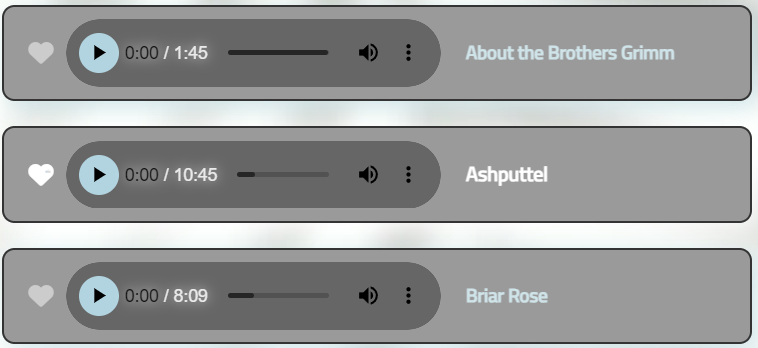 0:00 / 1:45 About the Brothers Grimm
0:00 / 10:45 Ashputtel
0:00 / 8:09 Briar Rose